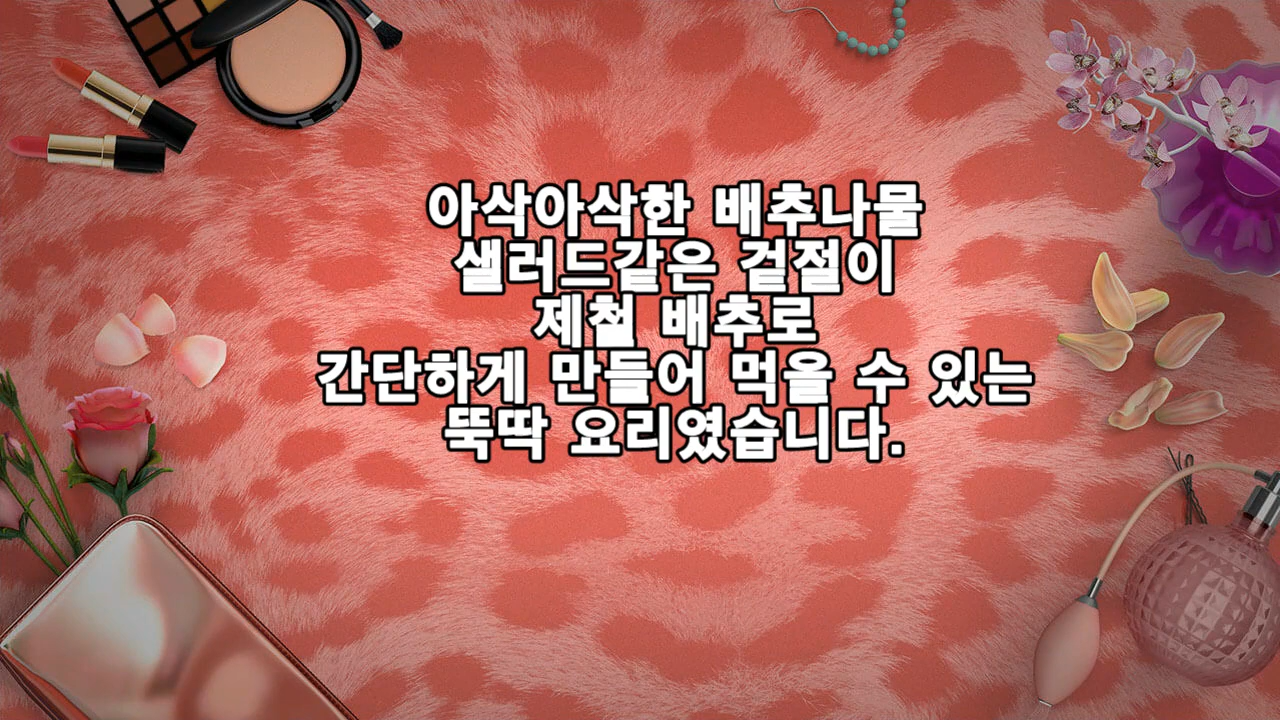 아삭아삭한 배추나물
샐러드같은 겉절이
제철 배추로
간단하게 만들어 먹을 수 있는
뚝딱 요리였습니다.